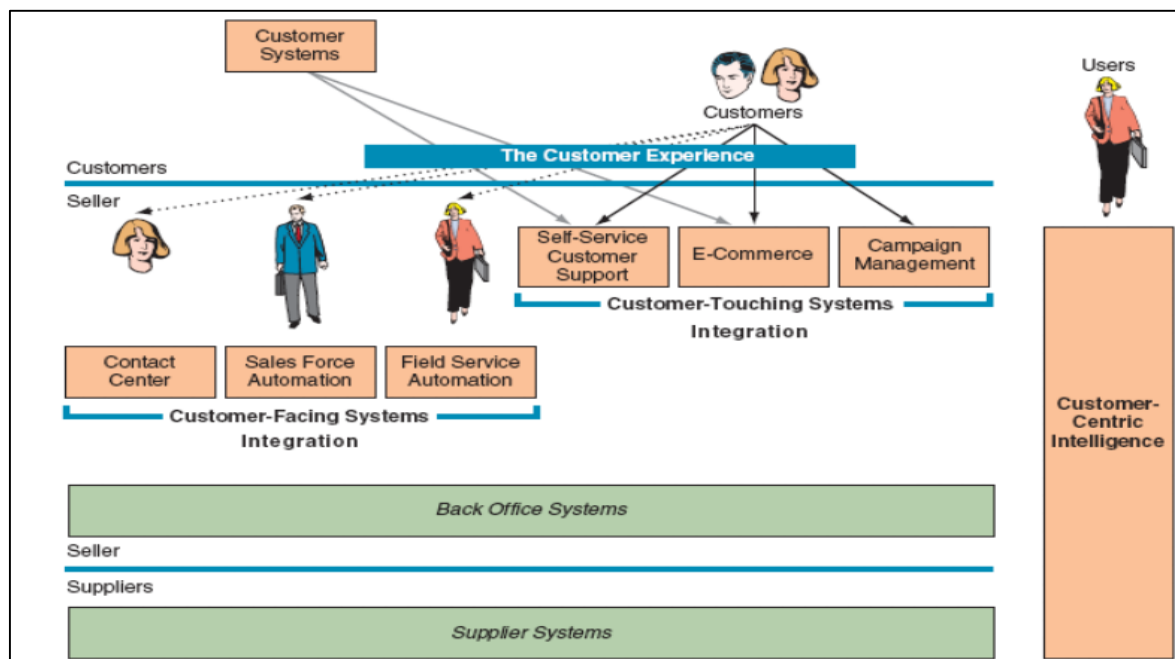 Customer
Systems
Users
Customers
The Customer Experience
Customers
Seller
Self-Service
Customer
Support
E-Commerce
Campaign
Management
Customer-Touching Systems
Integration
Contact
Center
Sales Force
Automation
Field Service
Automation
Customer-Facing Systems
Integration
Customer-
Centric
Intelligence
Back Office Systems
Seller
Suppliers
Supplier Systems